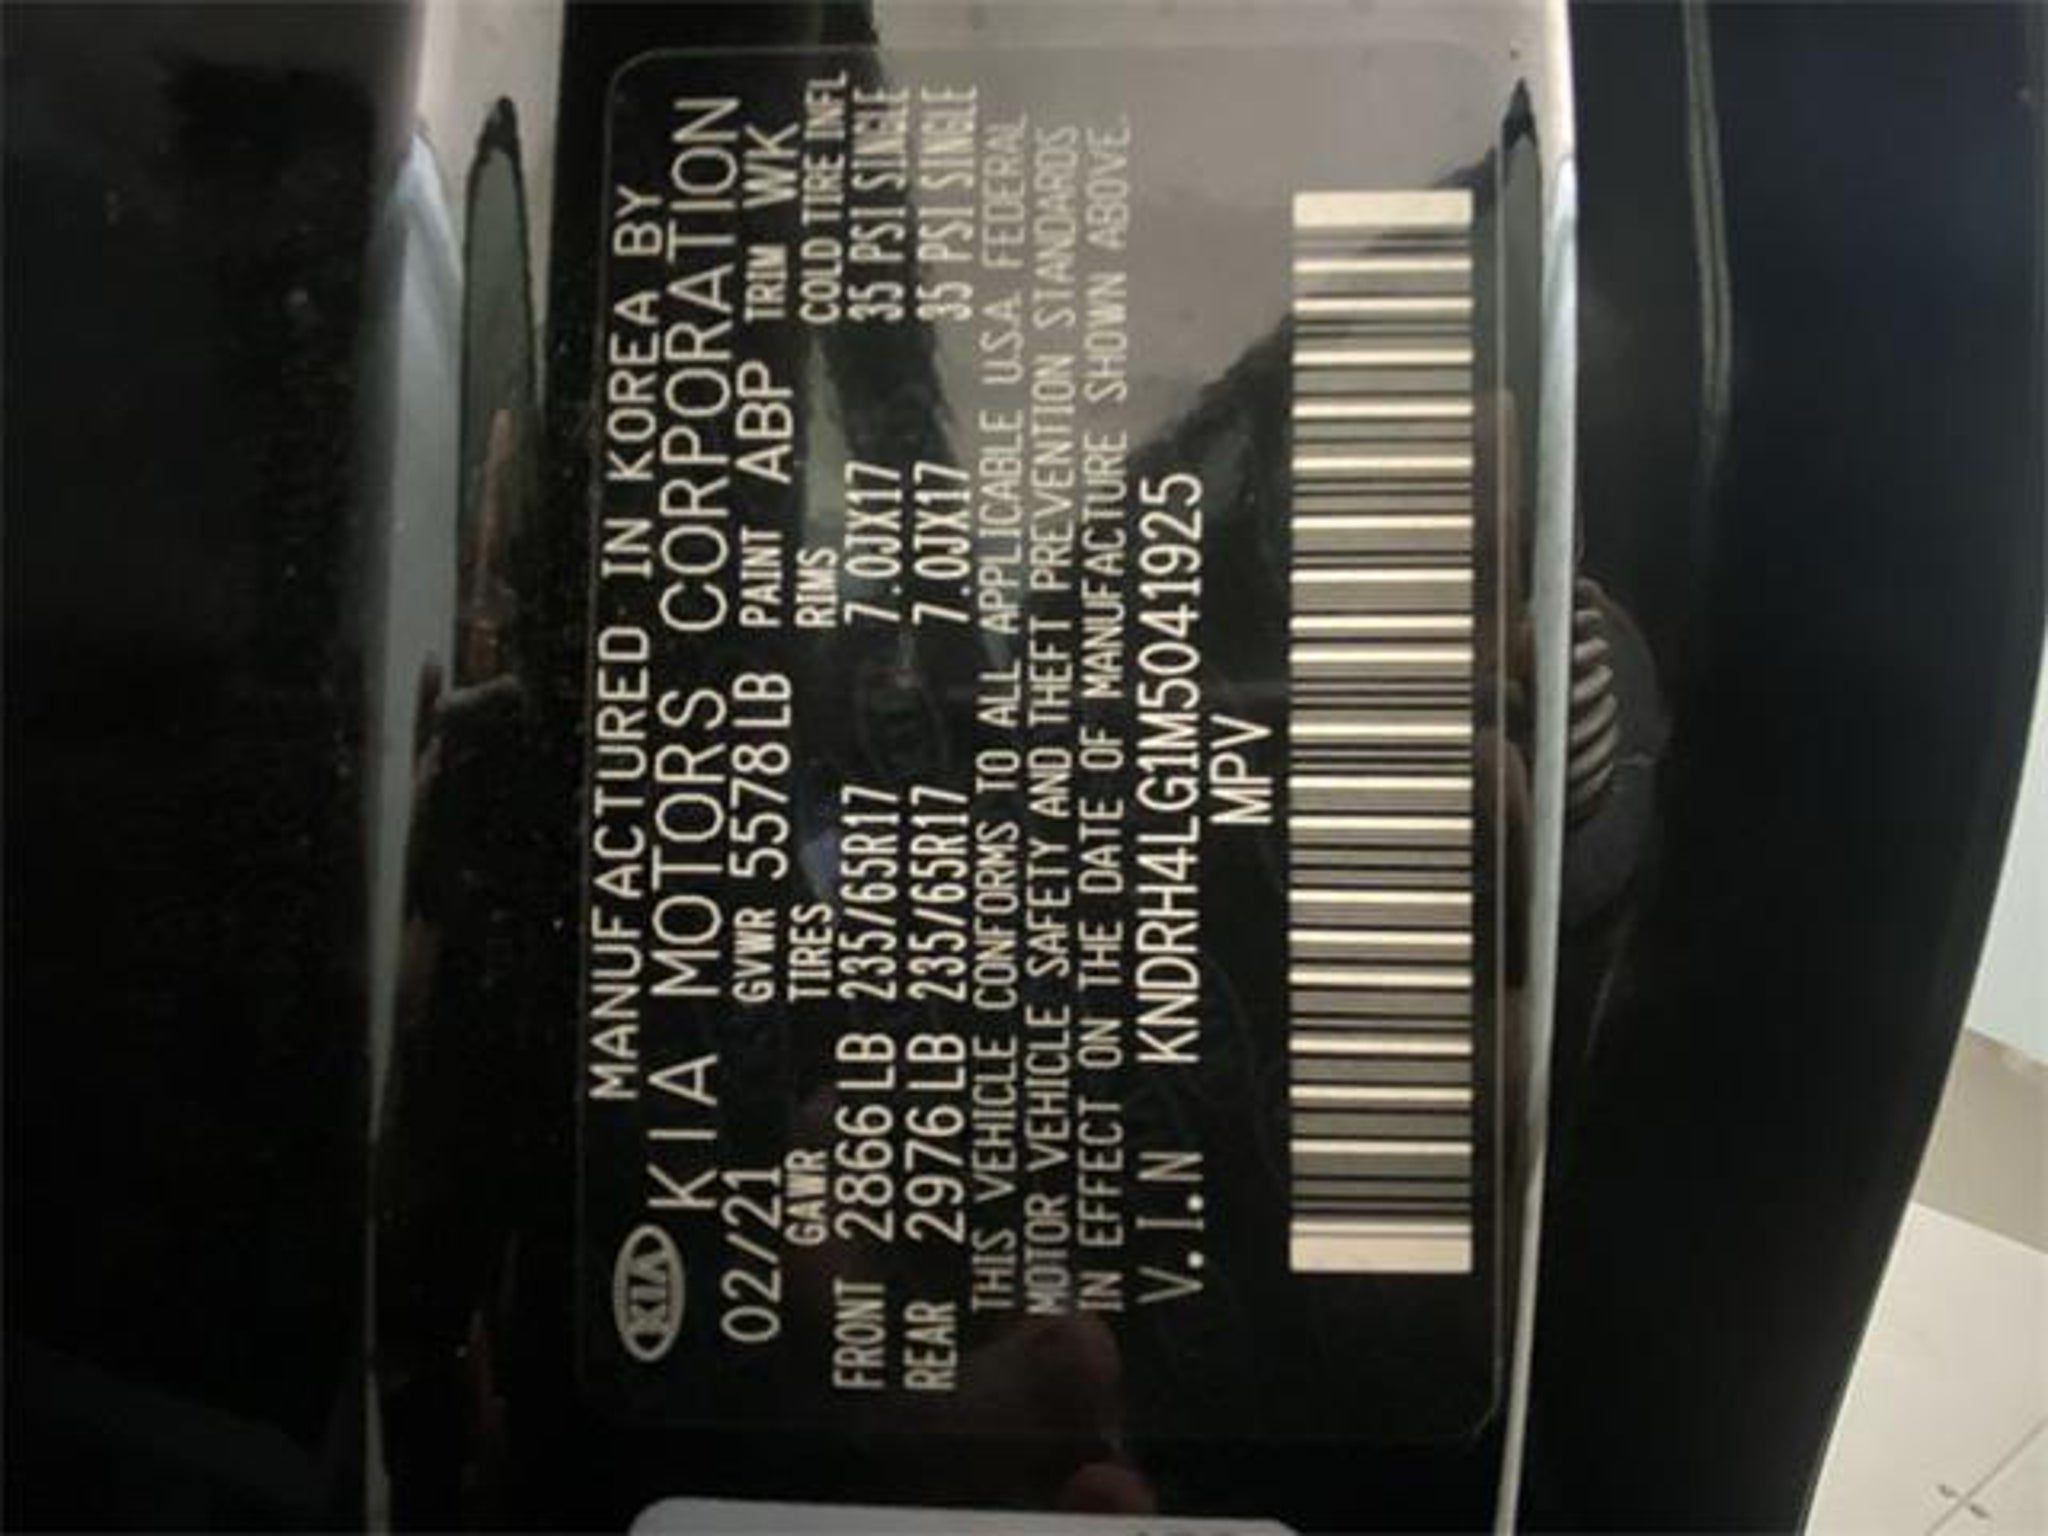 KIA
MANUFACTURED IN KOREA BY
KIA MOTORS CORPORATION
02/21 GVWR 5578LB PAINT ABP TRIM WK
GAWR TIRES RIMS COLD TIRE INFL
FRONT 2866LB 235/65R17 7.0JX17 35 PSI SINGLE
REAR 2976LB 235/65R17 7.0JX17 35 PSI SINGLE
THIS VEHICLE CONFORMS TO ALL APPLICABLE U.S.A. FEDERAL
MOTOR VEHICLE SAFETY AND THEFT PREVENTION STANDARDS
IN EFFECT ON THE DATE OF MANUFACTURE SHOWN ABOVE.
V.I.N KNDRH4LG1M5041925
MPV